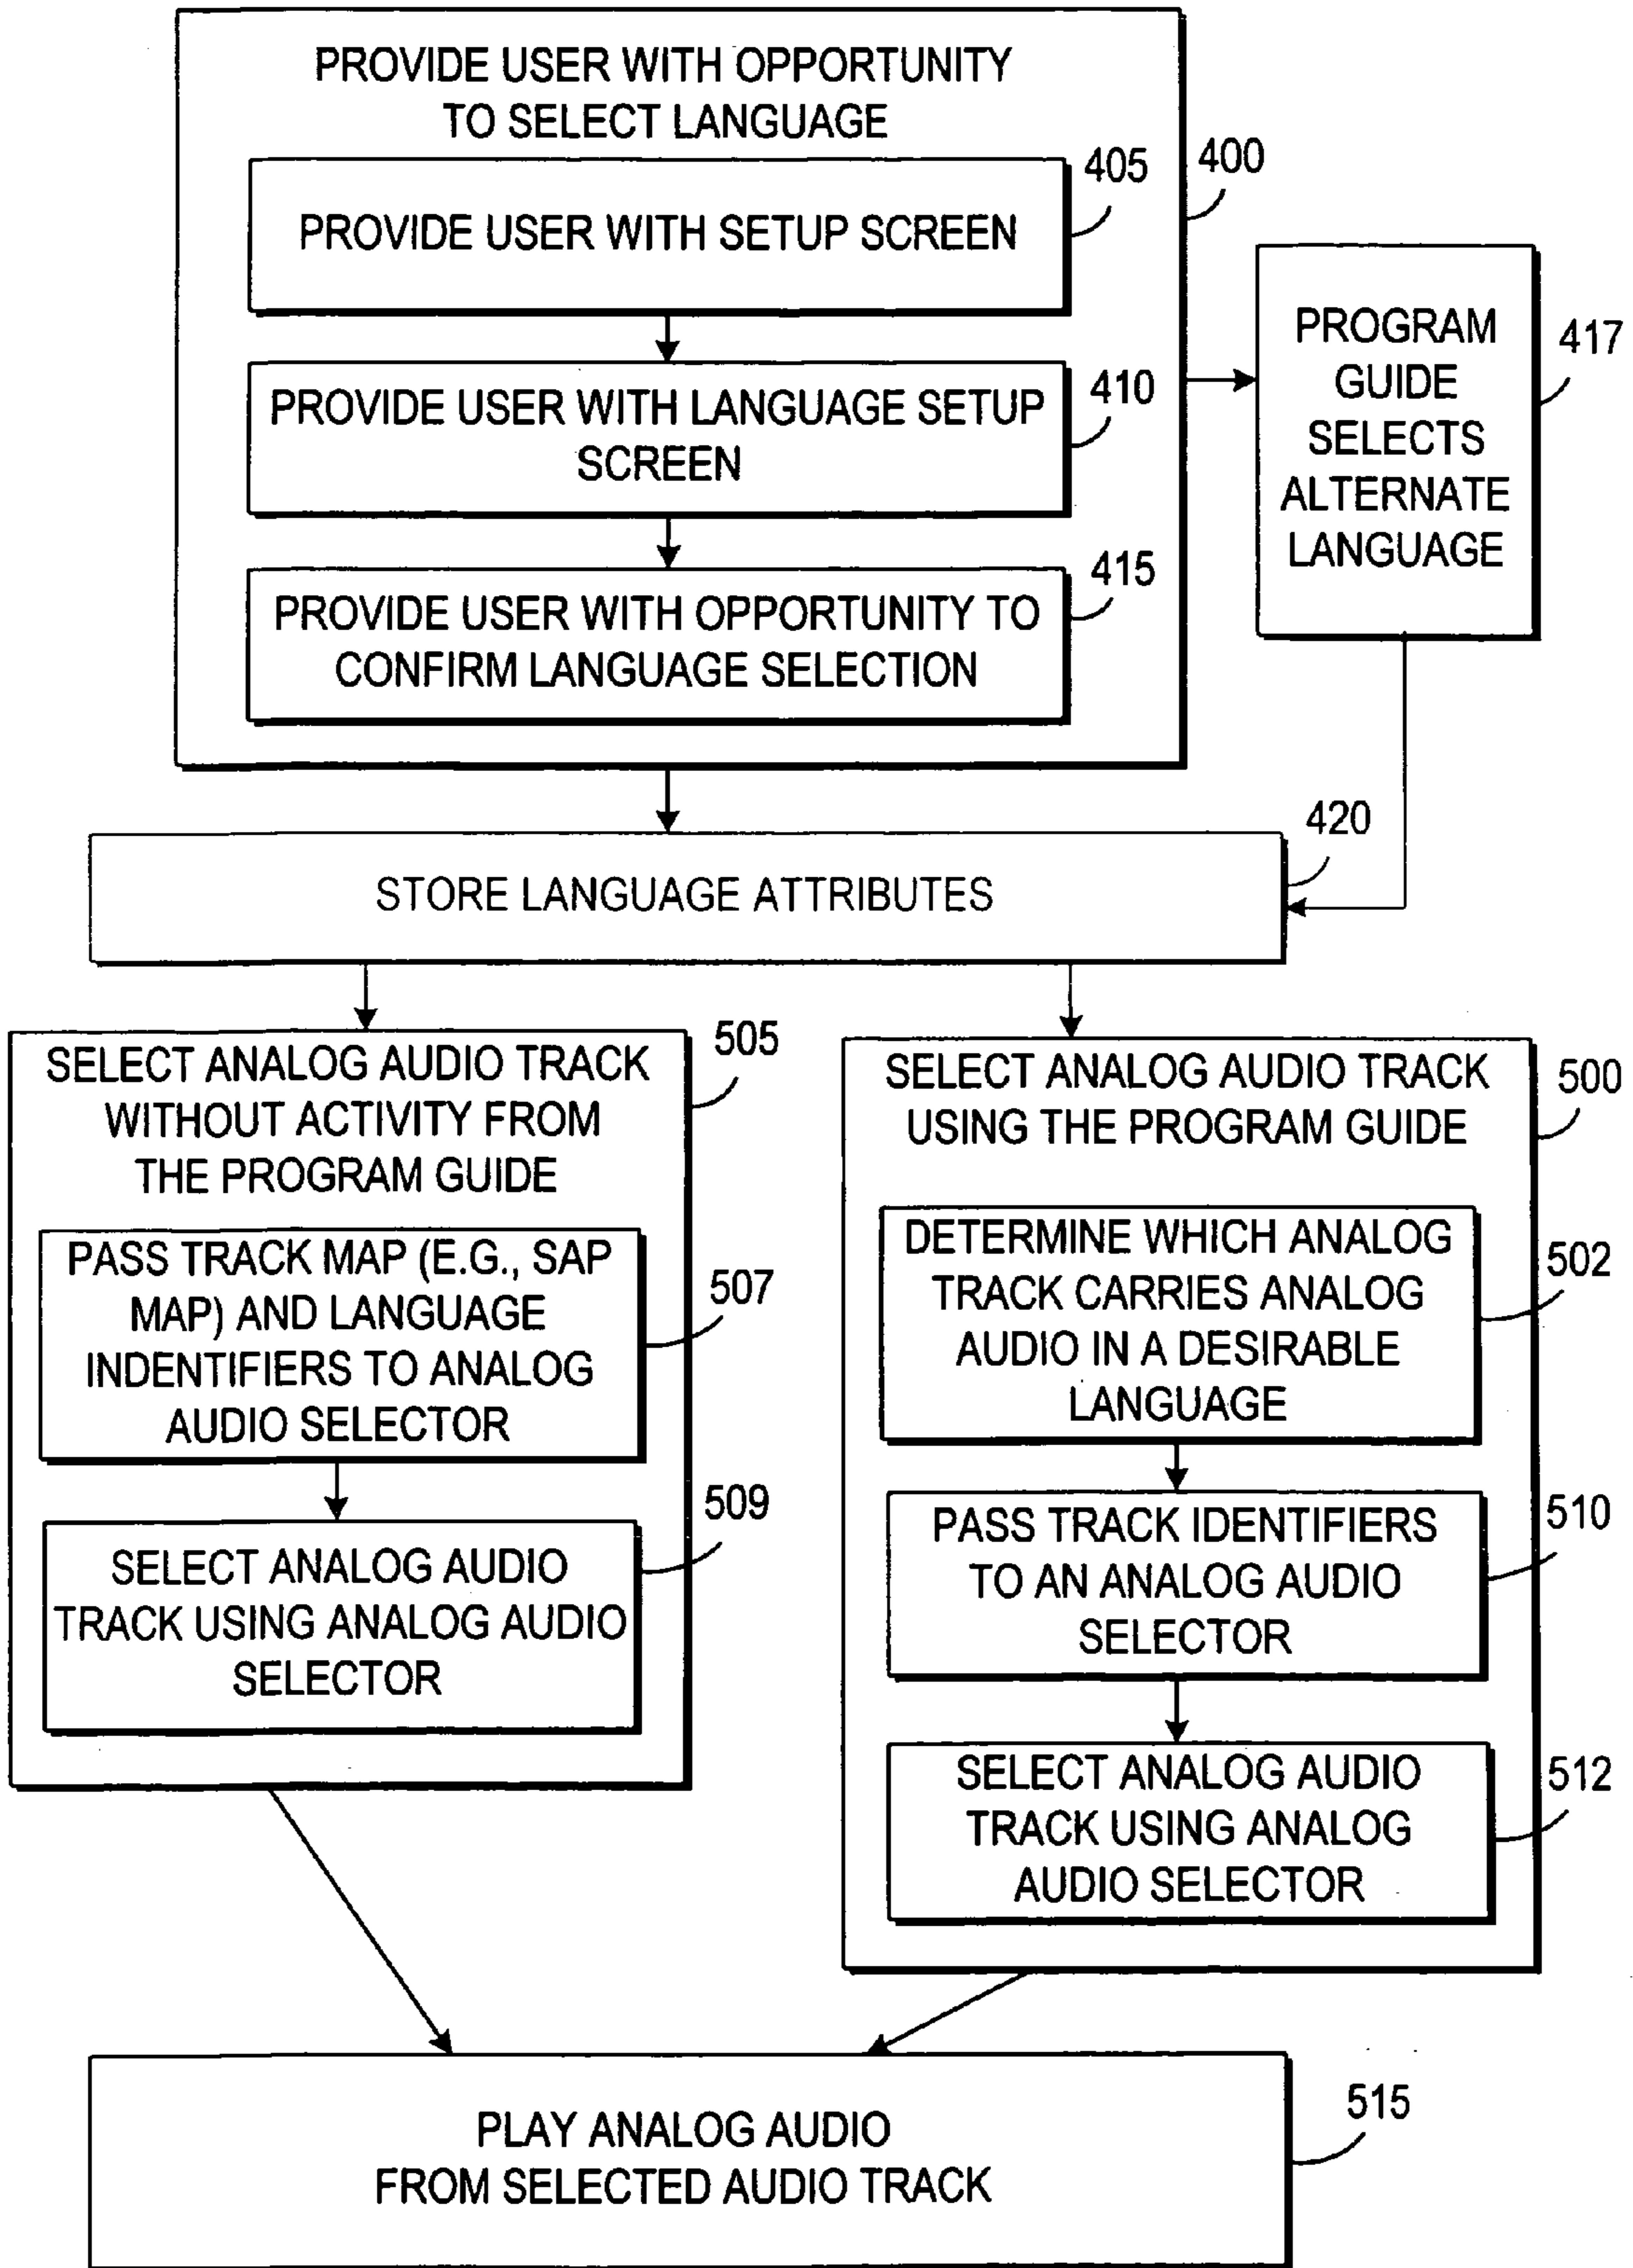 PROVIDE USER WITH OPPORTUNITY
TO SELECT LANGUAGE
405
400
PROVIDE USER WITH SETUP SCREEN
410
PROVIDE USER WITH LANGUAGE SETUP
SCREEN
415
PROVIDE USER WITH OPPORTUNITY TO
CONFIRM LANGUAGE SELECTION
PROGRAM
GUIDE
SELECTS
ALTERNATE
LANGUAGE
417
420
STORE LANGUAGE ATTRIBUTES
505
SELECT ANALOG AUDIO TRACK
WITHOUT ACTIVITY FROM
THE PROGRAM GUIDE
PASS TRACK MAP (E.G., SAP
MAP) AND LANGUAGE
INDENTIFIERS TO ANALOG
AUDIO SELECTOR
507
509
SELECT ANALOG AUDIO
TRACK USING ANALOG AUDIO
SELECTOR
SELECT ANALOG AUDIO TRACK
USING THE PROGRAM GUIDE
500
DETERMINE WHICH ANALOG
TRACK CARRIES ANALOG
AUDIO IN A DESIRABLE
LANGUAGE
502
PASS TRACK IDENTIFIERS
TO AN ANALOG AUDIO
SELECTOR
510
SELECT ANALOG AUDIO
TRACK USING ANALOG
AUDIO SELECTOR
512
PLAY ANALOG AUDIO
FROM SELECTED AUDIO TRACK
515